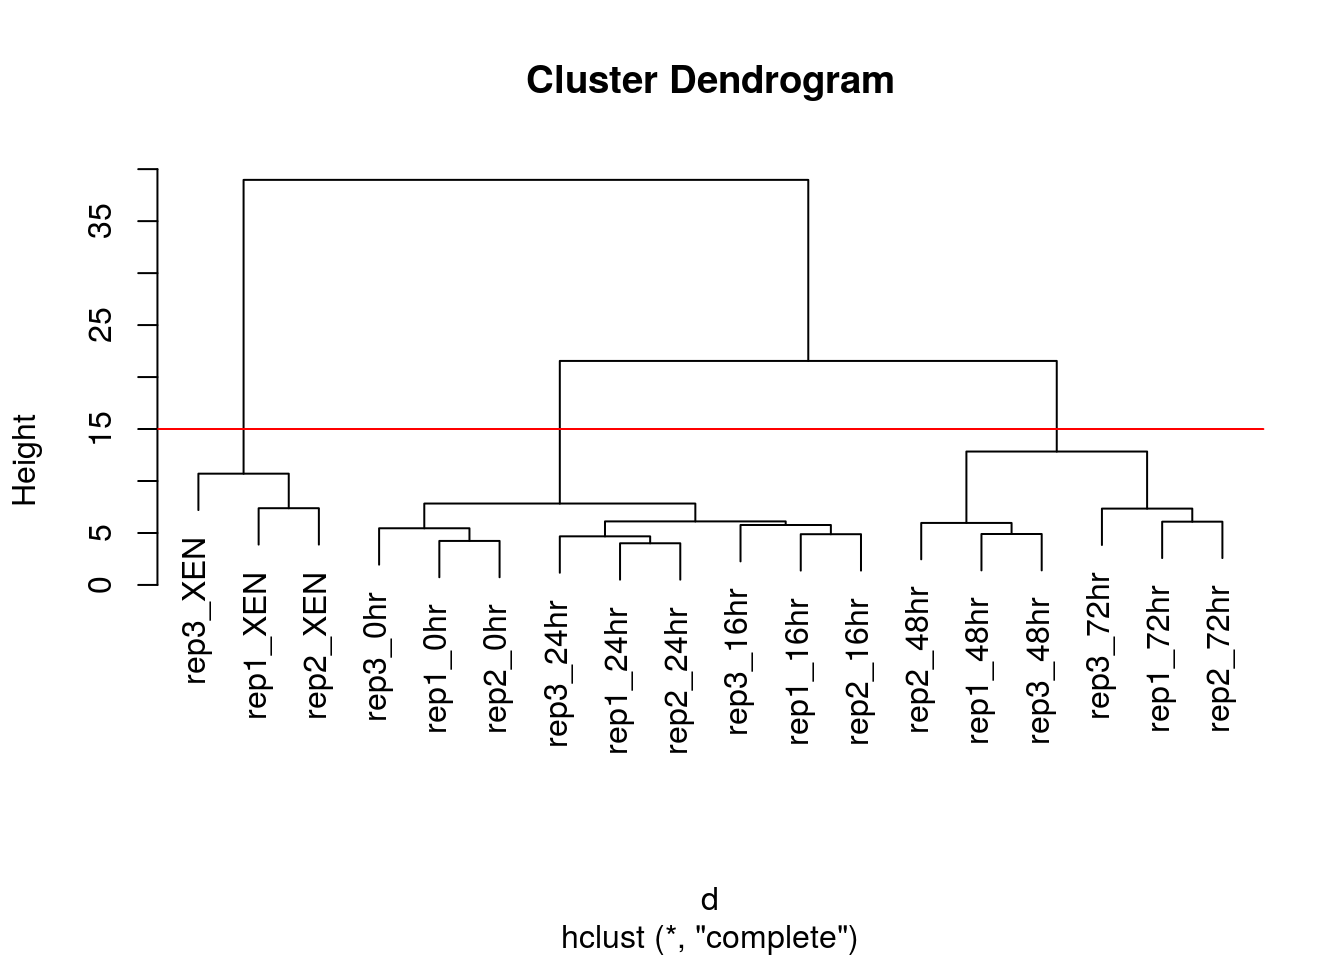 Cluster Dendrogram
Height
0
5
15
25
35
rep3_XEN
rep1_XEN
rep2_XEN
rep3_0hr
rep1_0hr
rep2_0hr
rep3_24hr
rep1_24hr
rep2_24hr
rep3_16hr
rep1_16hr
rep2_16hr
rep2_48hr
rep1_48hr
rep3_48hr
rep3_72hr
rep1_72hr
rep2_72hr
d
hclust (*, "complete")